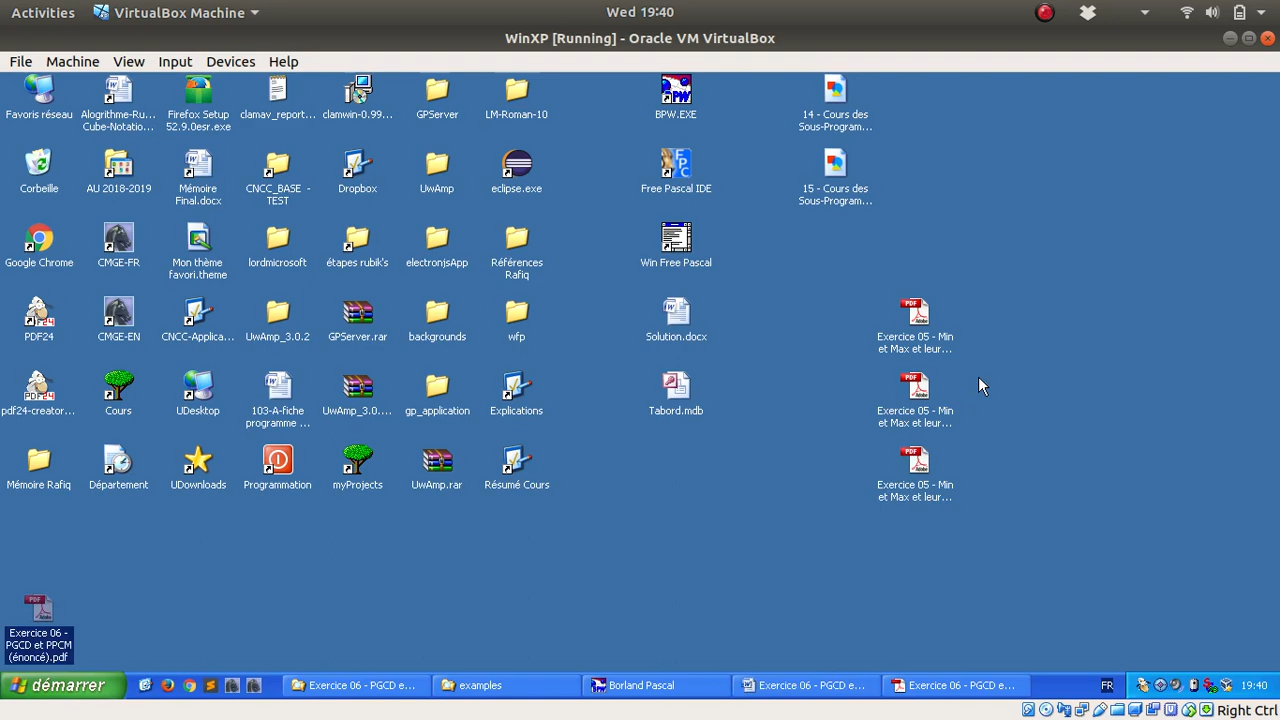 Activities VirtualBox Machine Wed 19:40
WinXP [Running] - Oracle VM VirtualBox
File Machine View Input Devices Help
Favoris réseau
Alogrithme-Ru...
Cube-Notatio...
Firefox Setup
52.9.0esr.exe
clamav_report...
clamwin-0.99...
GPServer
LM-Roman-10
BPW.EXE
14 - Cours des
Sous-Program...
Corbeille
AU 2018-2019
Mémoire
Final.docx
CNCC_BASE -
TEST
Dropbox
UwAmp
eclipse.exe
Free Pascal IDE
15 - Cours des
Sous-Program...
Google Chrome
CMGE-FR
Mon thème
favori.theme
lordmicrosoft
étapes rubik's
electronjsApp
Références
Rafiq
Win Free Pascal
PDF24
CMGE-EN
CNCC-Applica...
UwAmp_3.0.2
GPServer.rar
backgrounds
wfp
Solution.docx
Exercice 05 - Min
et Max et leur...
pdf24-creator...
Cours
UDesktop
103-A-fiche
programme ...
UwAmp_3.0....
gp_application
Explications
Tabord.mdb
Exercice 05 - Min
et Max et leur...
Mémoire Rafiq
Département
UDownloads
Programmation
myProjects
UwAmp.rar
Résumé Cours
Exercice 05 - Min
et Max et leur...
Exercice 06 -
PGCD et PPCM
(énoncé).pdf
démarrer Exercice 06 - PGCD e... examples Borland Pascal Exercice 06 - PGCD e... Exercice 06 - PGCD e... FR 19:40
Right Ctrl